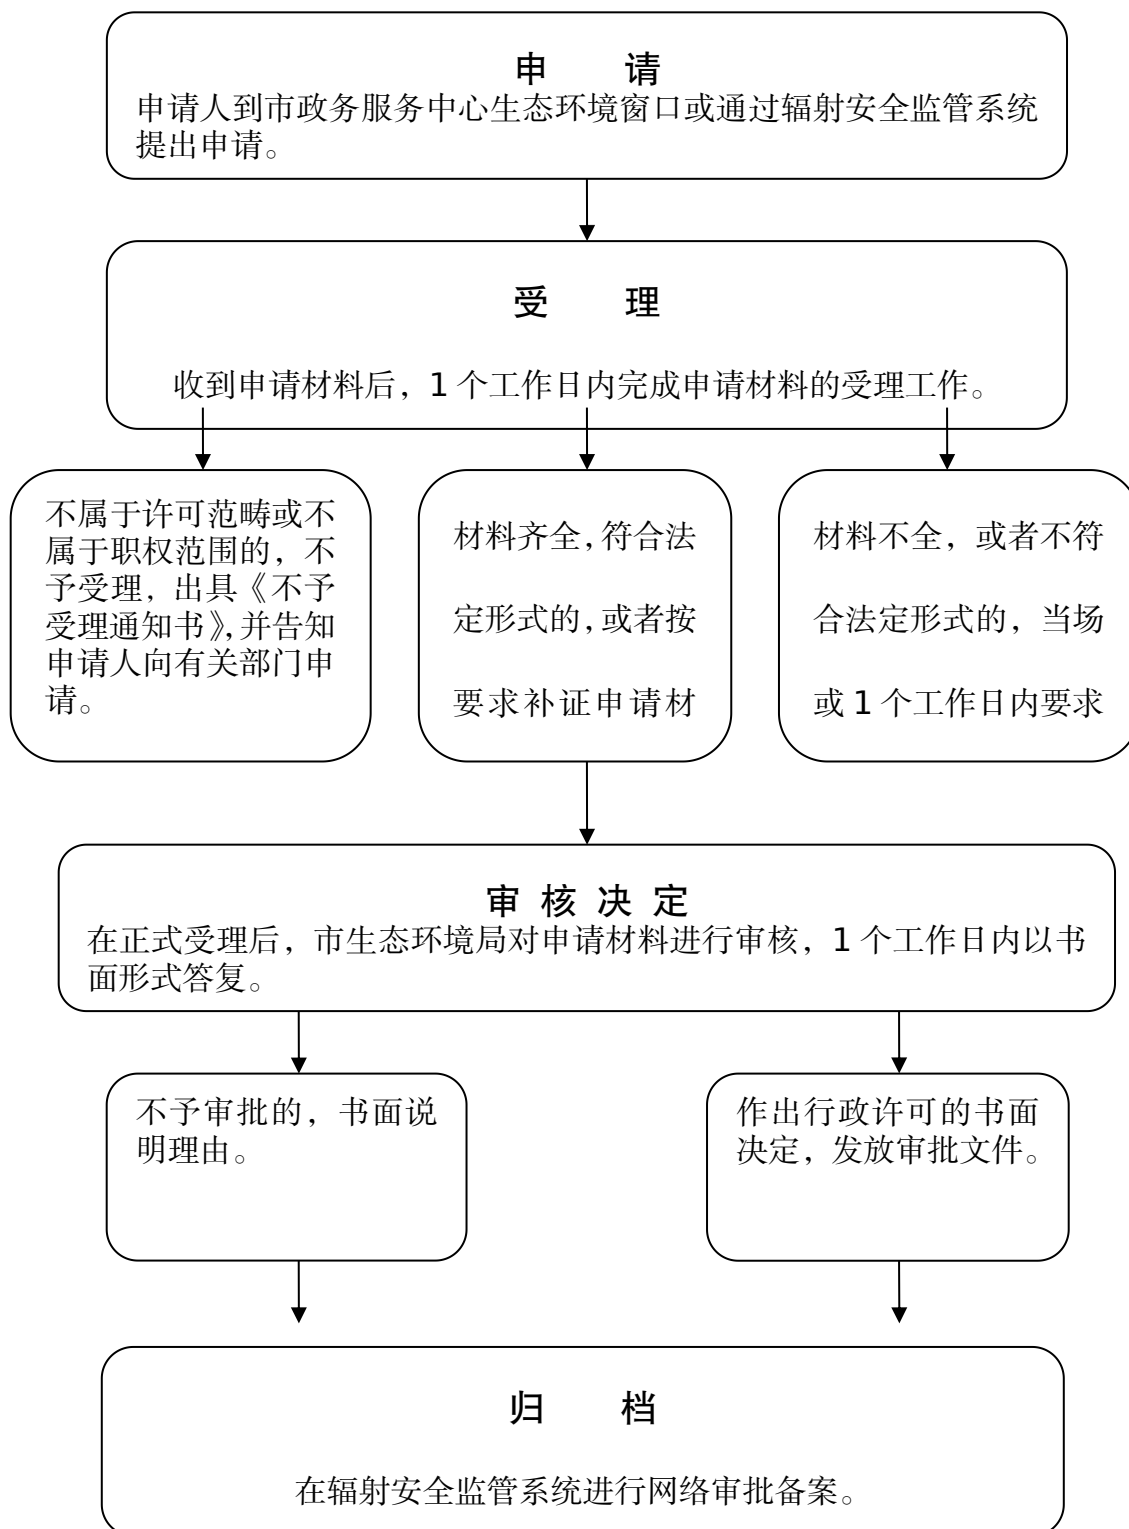 申 请
申请人到市政务服务中心生态环境窗口或通过辐射安全监管系统
提出申请。
受 理
收到申请材料后，1 个工作日内完成申请材料的受理工作。
不属于许可范畴或不
属于职权范围的，不
予受理，出具《不予
受理通知书》，并告知
申请人向有关部门申
请。
材料齐全，符合法
定形式的，或者按
要求补证申请材
材料不全，或者不符
合法定形式的，当场
或 1 个工作日内要求
审 核 决 定
在正式受理后，市生态环境局对申请材料进行审核，1 个工作日内以书
面形式答复。
不予审批的，书面说
明理由。
作出行政许可的书面
决定，发放审批文件。
归 档
在辐射安全监管系统进行网络审批备案。